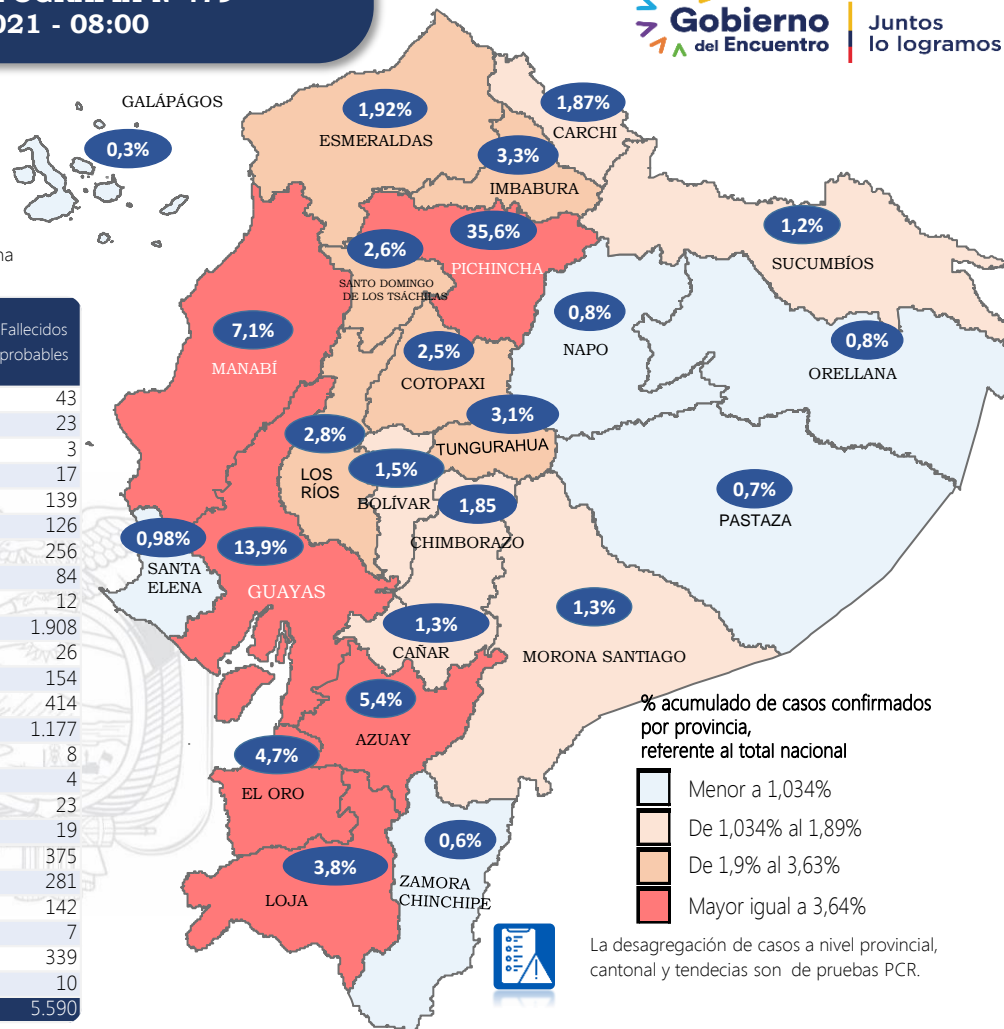 2021 - 08:00
Gobierno
del Encuentro
Juntos
lo logramos
GALÁPÁGOS
0,3%
1,92%
ESMERALDAS
1,87%
CARCHI
3,3%
IMBABURA
35,6%
PICHINCHA
2,6%
SANTO DOMINGO
DE LOS TSÁCHILAS
1,2%
SUCUMBÍOS
7,1%
MANABÍ
0,8%
NAPO
0,8%
ORELLANA
2,5%
COTOPAXI
3,1%
TUNGURAHUA
2,8%
LOS
RÍOS
1,5%
BOLÍVAR
1,85
CHIMBORAZO
0,7%
PASTAZA
0,98%
SANTA
ELENA
13,9%
GUAYAS
1,3%
CAÑAR
1,3%
MORONA SANTIAGO
5,4%
AZUAY
4,7%
EL ORO
3,8%
LOJA
0,6%
ZAMORA
CHINCHIPE
na
Fallecidos
probables
43
23
3
17
139
126
256
84
12
1.908
26
154
414
1.177
8
4
23
19
375
281
142
7
339
10
5.590
% acumulado de casos confirmados
por provincia,
referente al total nacional
Menor a 1,034%
De 1,034% al 1,89%
De 1,9% al 3,63%
Mayor igual a 3,64%
La desagregación de casos a nivel provincial,
cantonal y tendecias son de pruebas PCR.